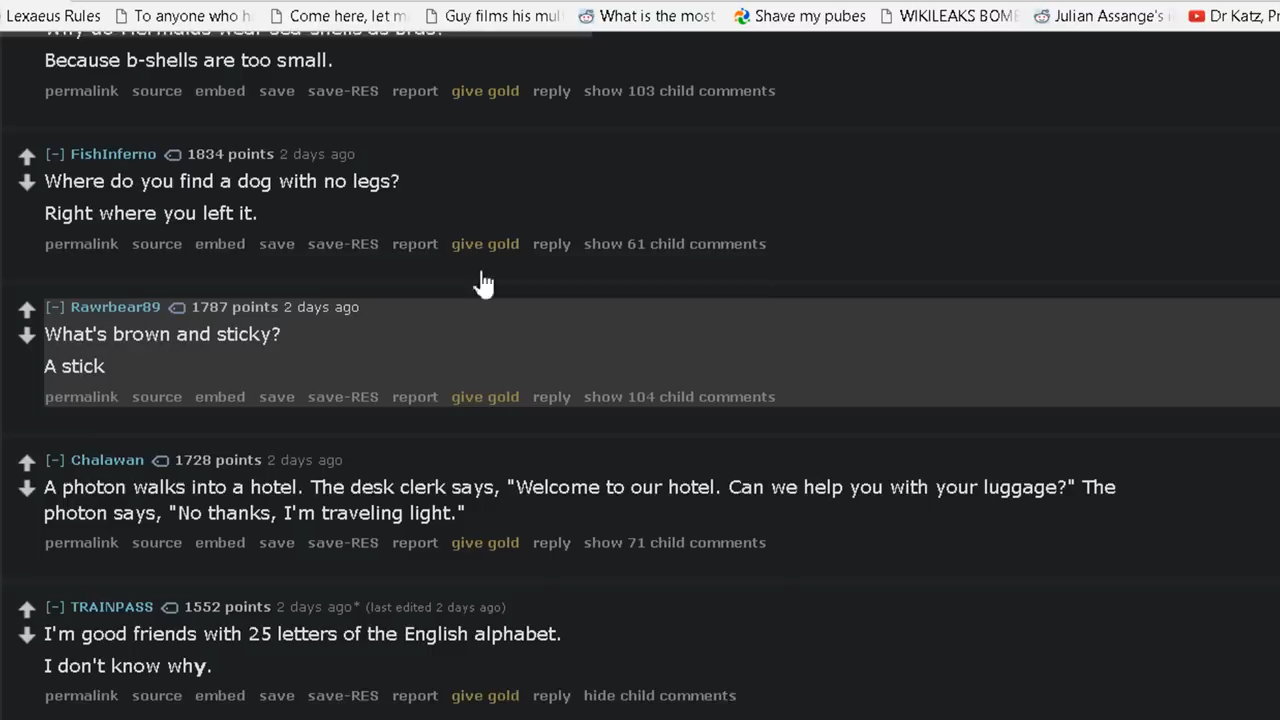 Lexaeus Rules To anyone who h Come here, let m Guy films his mul What is the most Shave my pubes WIKILEAKS BOM Julian Assange's i Dr Katz, Pr
Why do Mermaids wear sea-shells as bras?
Because b-shells are too small.
permalink source embed save save-RES report give gold reply show 103 child comments
[-] FishInferno 1834 points 2 days ago
Where do you find a dog with no legs?
Right where you left it.
permalink source embed save save-RES report give gold reply show 61 child comments
[-] Rawrbear89 1787 points 2 days ago
What's brown and sticky?
A stick
permalink source embed save save-RES report give gold reply show 104 child comments
[-] Chalawan 1728 points 2 days ago
A photon walks into a hotel. The desk clerk says, "Welcome to our hotel. Can we help you with your luggage?" The
photon says, "No thanks, I'm traveling light."
permalink source embed save save-RES report give gold reply show 71 child comments
[-] TRAINPASS 1552 points 2 days ago* (last edited 2 days ago)
I'm good friends with 25 letters of the English alphabet.
I don't know why.
permalink source embed save save-RES report give gold reply hide child comments